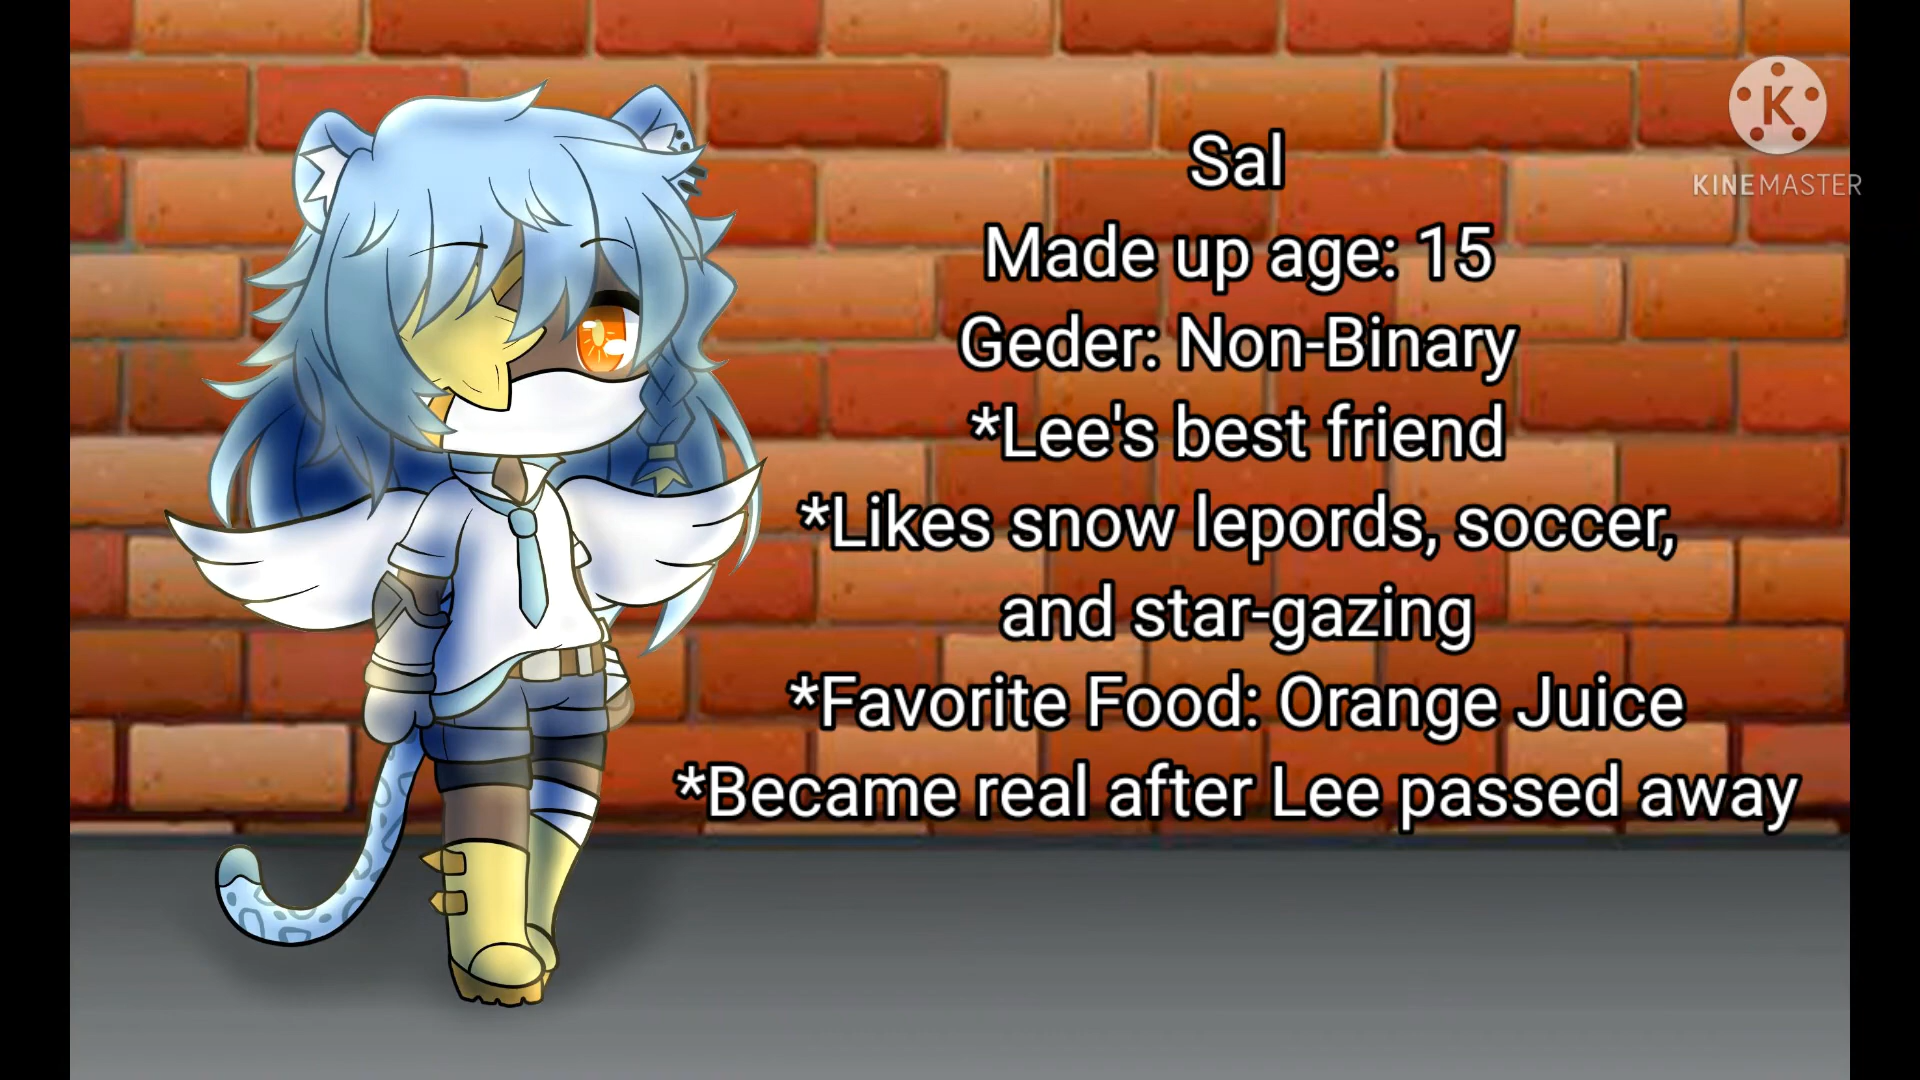 Sal
Made up age: 15
Geder: Non-Binary
*Lee's best friend
*Likes snow lepords, soccer,
and star-gazing
*Favorite Food: Orange Juice
*Became real after Lee passed away
K
KINEMASTER